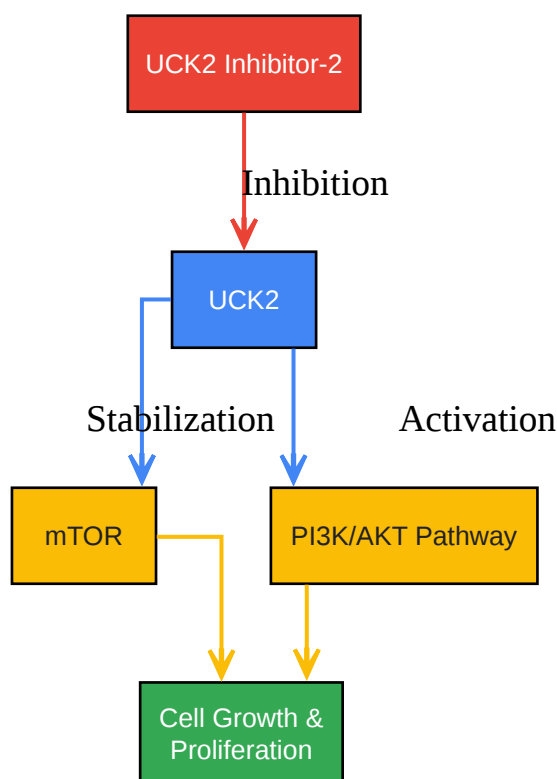 UCK2 Inhibitor-2
Inhibition
UCK2
Stabilization
Activation
mTOR
PI3K/AKT Pathway
Cell Growth &
Proliferation